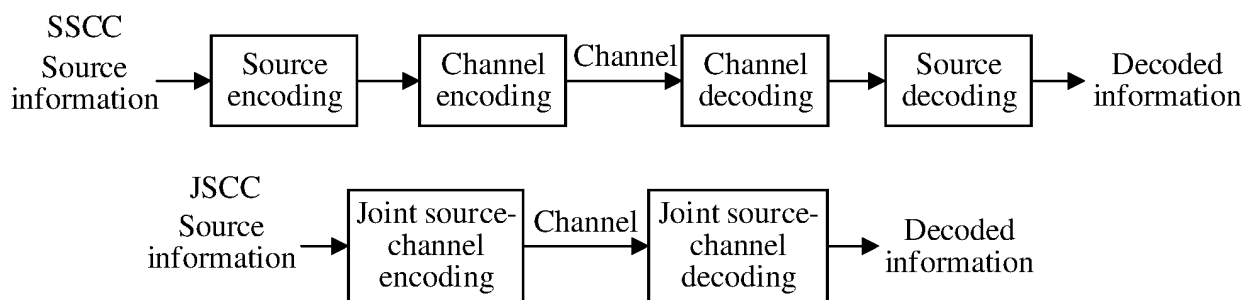 SSCC
Source
information
Source
encoding
Channel
encoding
Channel
Channel
decoding
Source
decoding
Decoded
information
JSCC
Source
information
Joint source-
channel
encoding
Channel
Joint source-
channel
decoding
Decoded
information